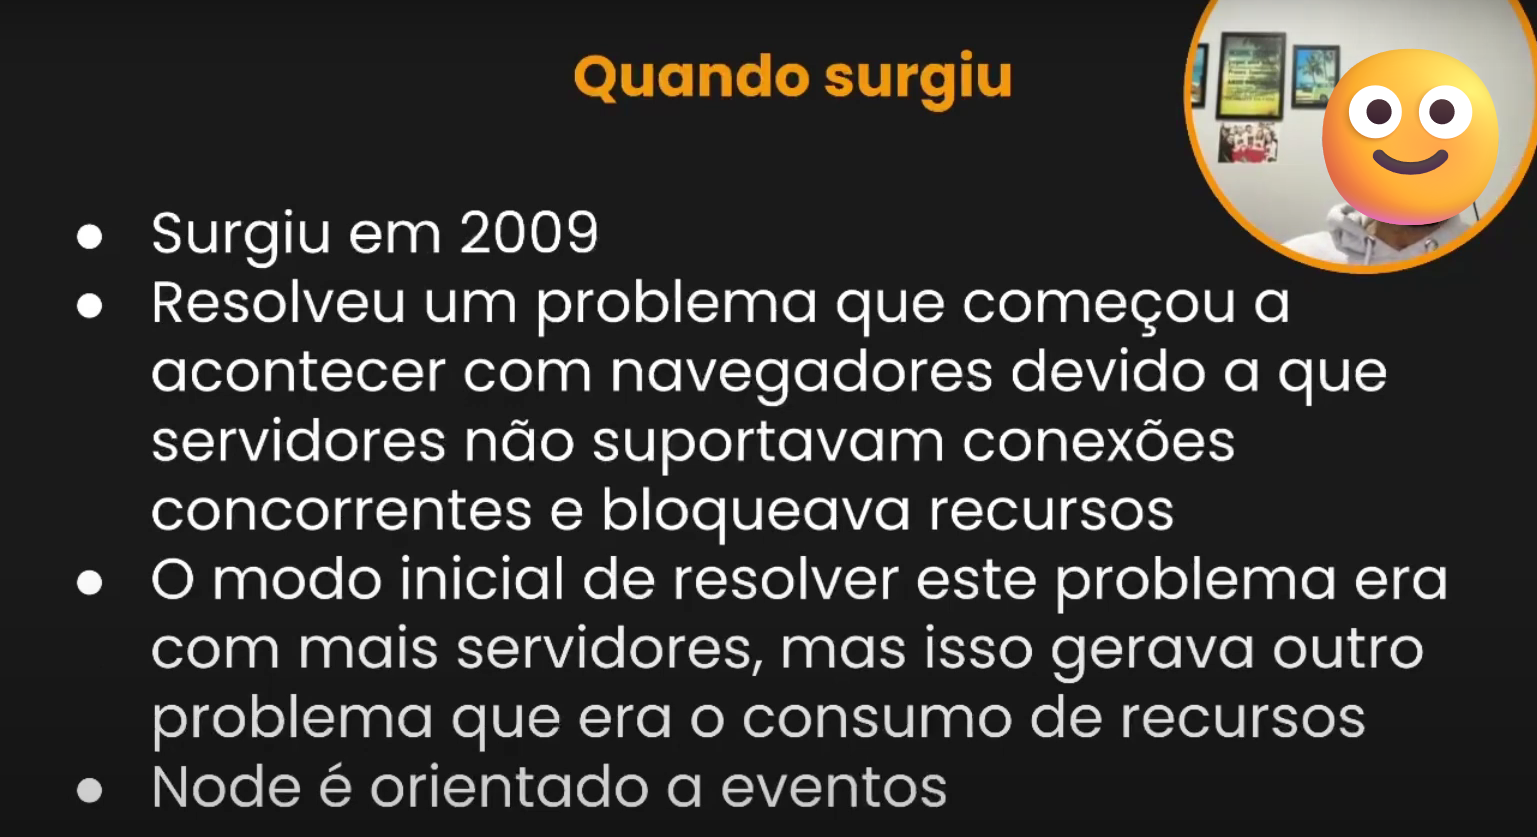 Quando surgiu
● Surgiu em 2009
● Resolveu um problema que começou a
acontecer com navegadores devido a que
servidores não suportavam conexões
concorrentes e bloqueava recursos
● O modo inicial de resolver este problema era
com mais servidores, mas isso gerava outro
problema que era o consumo de recursos
● Node é orientado a eventos